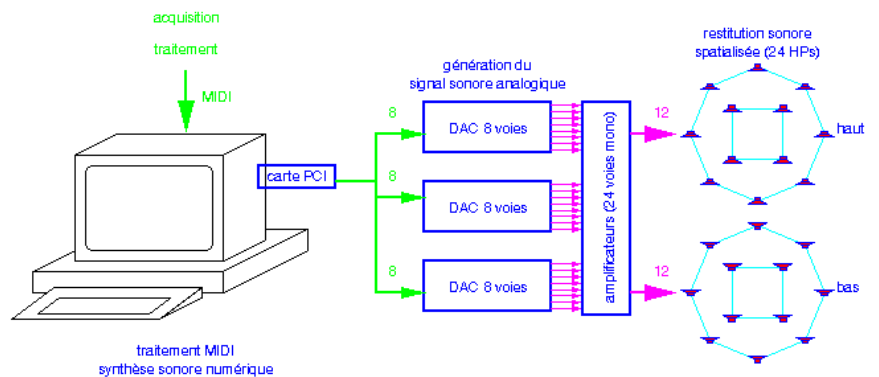 acquisition
traitement
MIDI
carte PCI
traitement MIDI
synthèse sonore numérique
génération du
signal sonore analogique
8
DAC 8 voies
8
DAC 8 voies
8
DAC 8 voies
amplificateurs (24 voies mono)
12
12
restitution sonore
spatialisée (24 HPs)
haut
bas